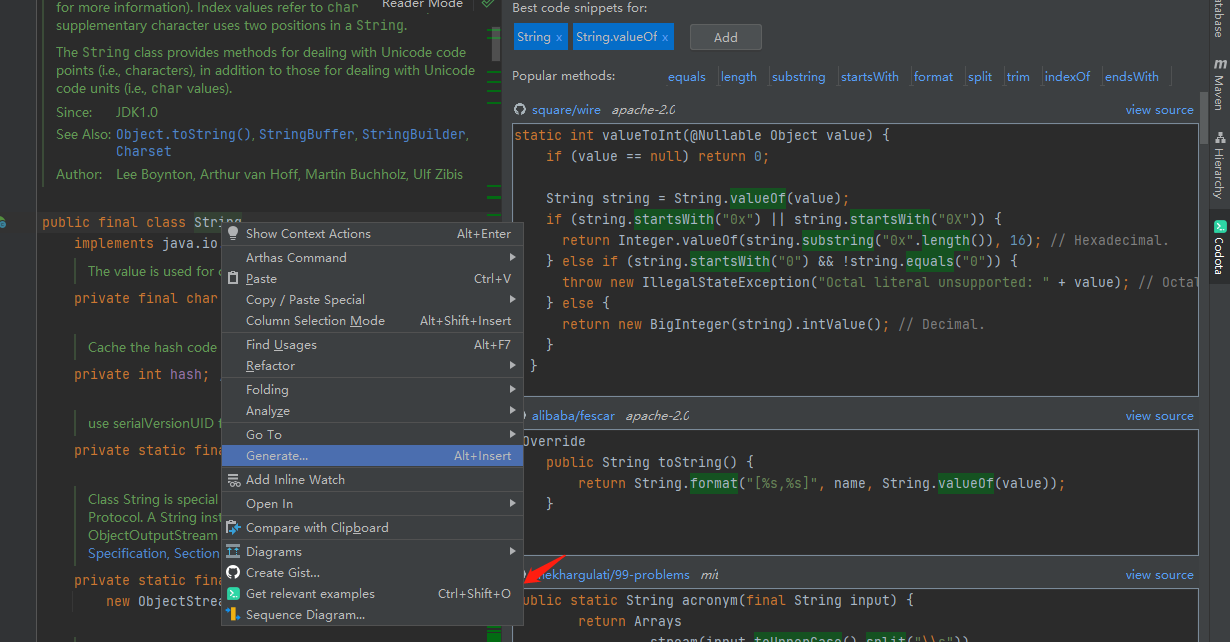 for more information). Index values refer to char
supplementary character uses two positions in a String.
The String class provides methods for dealing with Unicode code
points (i.e., characters), in addition to those for dealing with Unicode
code units (i.e., char values).
Since: JDK1.0
See Also: Object.toString(), StringBuffer, StringBuilder,
Charset
Author: Lee Boynton, Arthur van Hoff, Martin Buchholz, Ulf Zibis
Reader Mode
public final class String
implements java.io
The value is used for
private final char
Cache the hash code
private int hash;
use serialVersionUID
private static fina
Class String is special
Protocol. A String inst
ObjectOutputStream
Specification, Section
private static fina
new ObjectStrea
Show Context Actions Alt+Enter
Arthas Command
Paste Ctrl+V
Copy / Paste Special
Column Selection Mode Alt+Shift+Insert
Find Usages Alt+F7
Refactor
Folding
Analyze
Go To
Generate... Alt+Insert
Add Inline Watch
Open In
Compare with Clipboard
Diagrams
Create Gist...
Get relevant examples Ctrl+Shift+O
Sequence Diagram...
Best code snippets for:
String x String.valueOf x Add
Popular methods: equals length substring startsWith format split trim indexOf endsWith
square/wire apache-2.0 view source
static int valueToInt(@Nullable Object value) {
if (value == null) return 0;
String string = String.valueOf(value);
if (string.startsWith("0x") || string.startsWith("0X")) {
return Integer.valueOf(string.substring("0x".length()), 16); // Hexadecimal.
} else if (string.startsWith("0") && !string.equals("0")) {
throw new IllegalStateException("Octal literal unsupported: " + value); // Octal
} else {
return new BigInteger(string).intValue(); // Decimal.
}
}
alibaba/fescar apache-2.0 view source
Override
public String toString() {
return String.format("[%s,%s]", name, String.valueOf(value));
}
hekhargulati/99-problems mit view source
ublic static String acronym(final String input) {
return Arrays
.stream(input.toUpperCase().split("\\s"))
tabase
Maven
Hierarchy
Codota